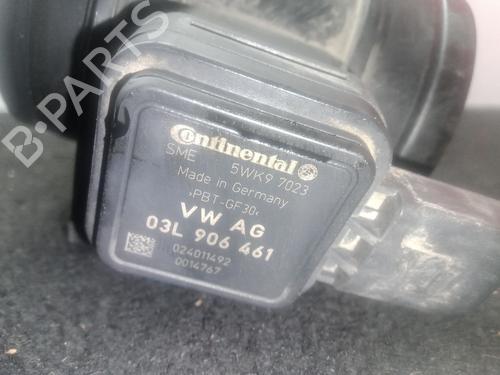 B-PARTS
Continental
SME 5WK9 7023
Made in Germany
>PBT-GF30<
VW AG
03L 906 461
024011492
0014767